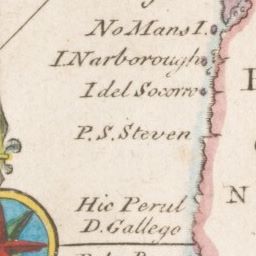 No Mans I.
I. Narborough
I del Socorro
P. S. Steven
Hic Perul
D. Gallego
N